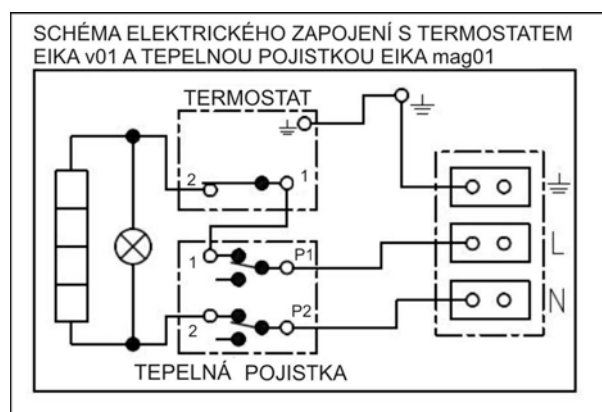 SCHÉMA ELEKTRICKÉHO ZAPOJENÍ S TERMOSTATEM
EIKA v01 A TEPELNOU POJISTKOU EIKA mag01
TERMOSTAT
2
1
1
P1
L
2
P2
N
TEPELNÁ POJISTKA